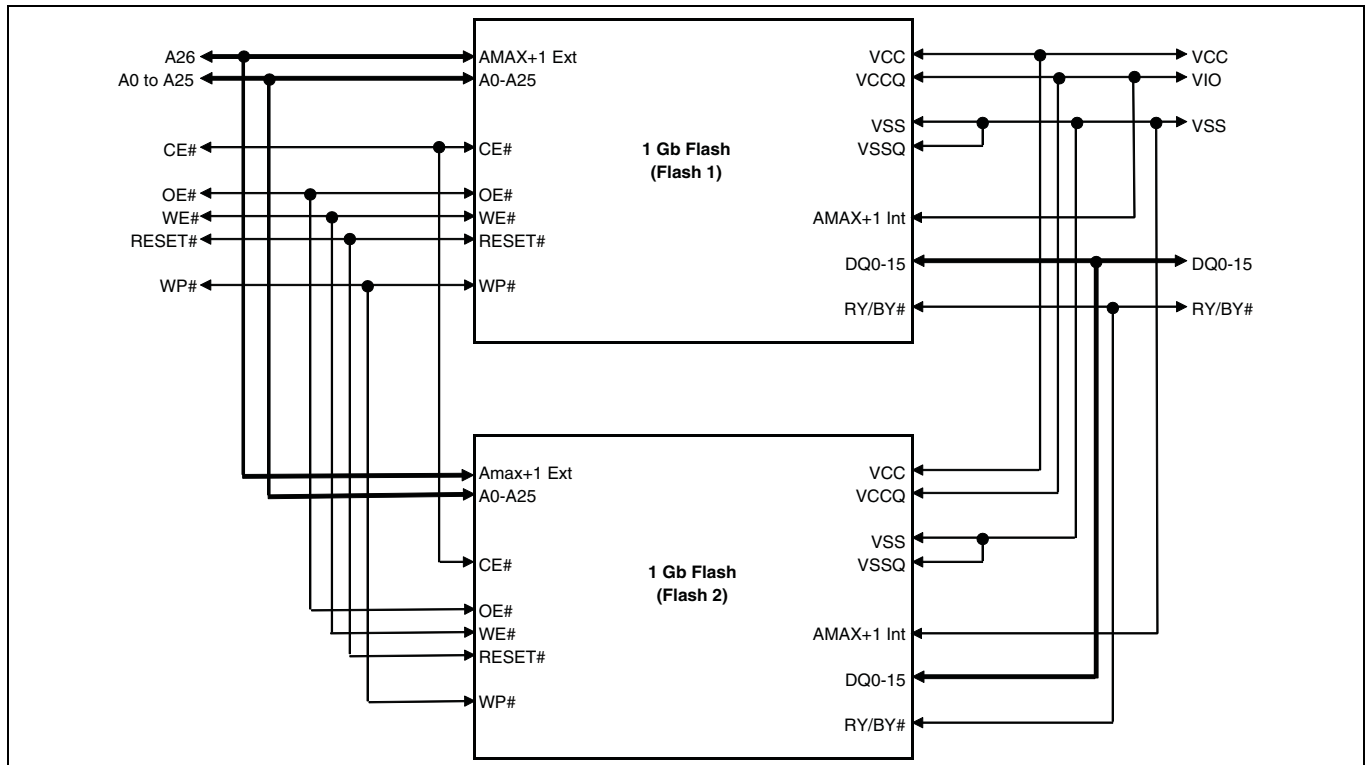 A26
A0 to A25
CE#
OE#
WE#
RESET#
WP#
AMAX+1 Ext
A0-A25
CE#
OE#
WE#
RESET#
WP#
1 Gb Flash
(Flash 1)
VCC
VCCQ
VSS
VSSQ
AMAX+1 Int
DQ0-15
RY/BY#
VCC
VIO
VSS
DQ0-15
RY/BY#
Amax+1 Ext
A0-A25
CE#
OE#
WE#
RESET#
WP#
1 Gb Flash
(Flash 2)
VCC
VCCQ
VSS
VSSQ
AMAX+1 Int
DQ0-15
RY/BY#